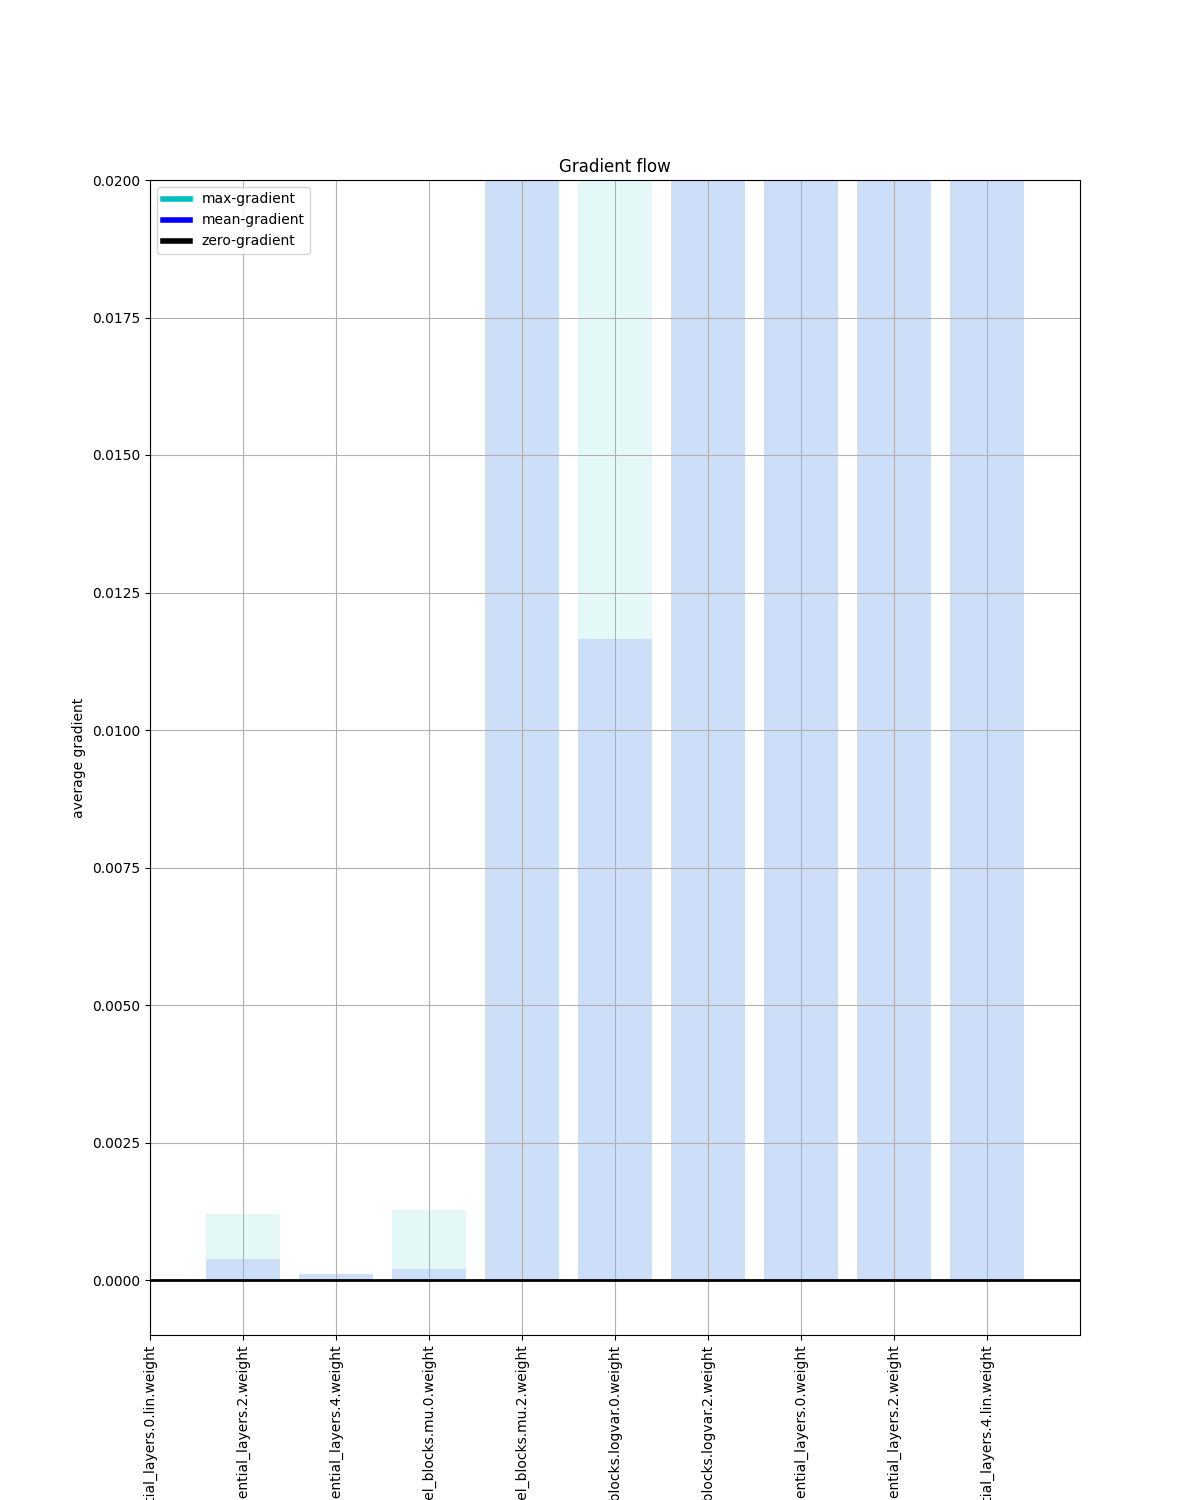 Gradient flow
max-gradient
mean-gradient
zero-gradient
0.0200
0.0175
0.0150
0.0125
0.0100
0.0075
0.0050
0.0025
0.0000
average gradient
tial_layers.0.lin.weight
ential_layers.2.weight
ential_layers.4.weight
el_blocks.mu.0.weight
el_blocks.mu.2.weight
blocks.logvar.0.weight
blocks.logvar.2.weight
ential_layers.0.weight
ential_layers.2.weight
tial_layers.4.lin.weight